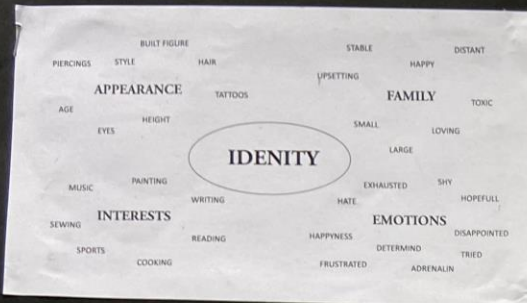 BUILT FIGURE
PIERCINGS STYLE HAIR
APPEARANCE TATTOOS
AGE
HEIGHT
EYES
STABLE DISTANT
HAPPY
UPSETTING
FAMILY TOXIC
SMALL LOVING
LARGE
IDENITY
PAINTING
MUSIC
WRITING
INTERESTS
SEWING
READING
SPORTS
COOKING
EXHAUSTED SHY
HATE HOPEFULL
EMOTIONS
HAPPYNESS DISAPPOINTED
DETERMIND TRIED
FRUSTRATED ADRENALIN